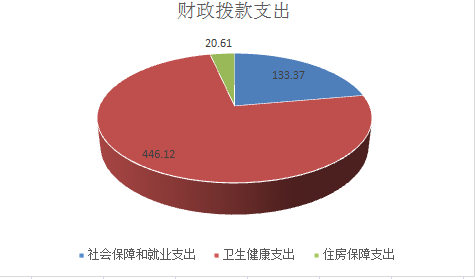 财政拨款支出
20.61
133.37
446.12
社会保障和就业支出 卫生健康支出 住房保障支出